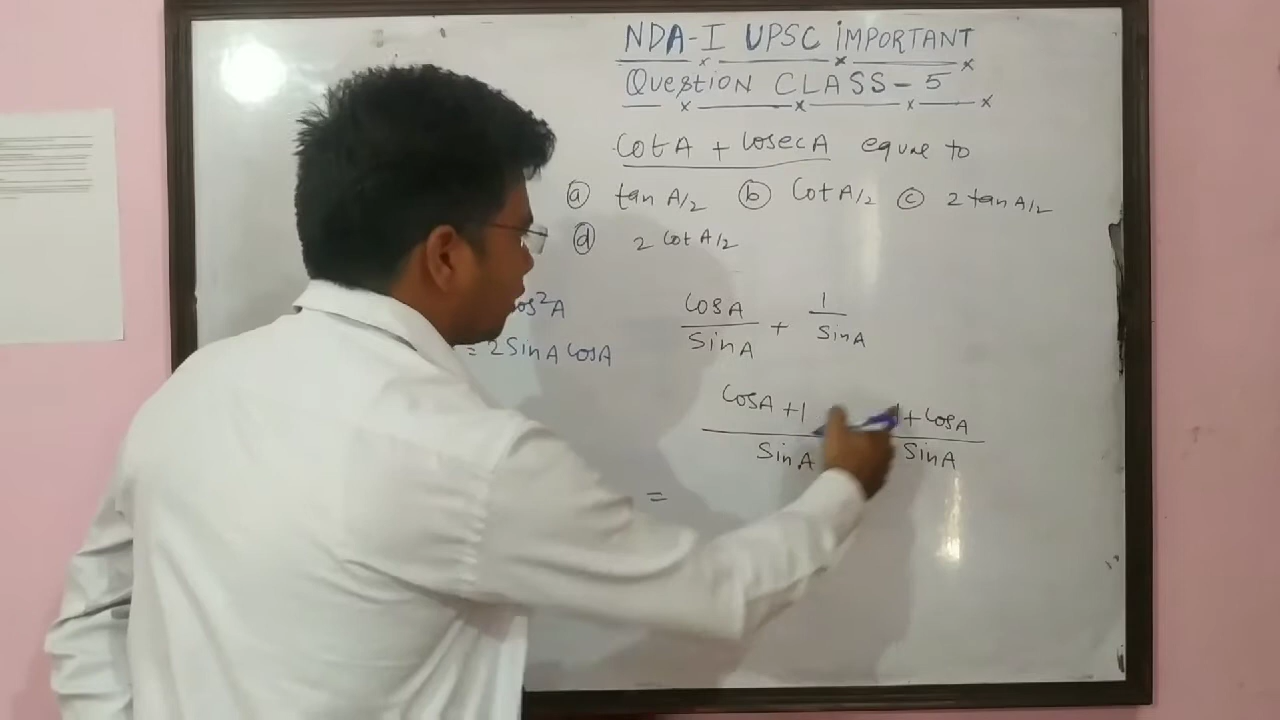 NDA-I UPSC IMPORTANT
QuestION CLASS-5
CotA + CosecA equal to
(a) tan A/2 (b) Cot A/2 (c) 2 tan A/2
(d) 2 Cot A/2
os²A
= 2SinA CosA
CosA/SinA + 1/SinA
CosA +1 / SinA 1+CosA / SinA
=